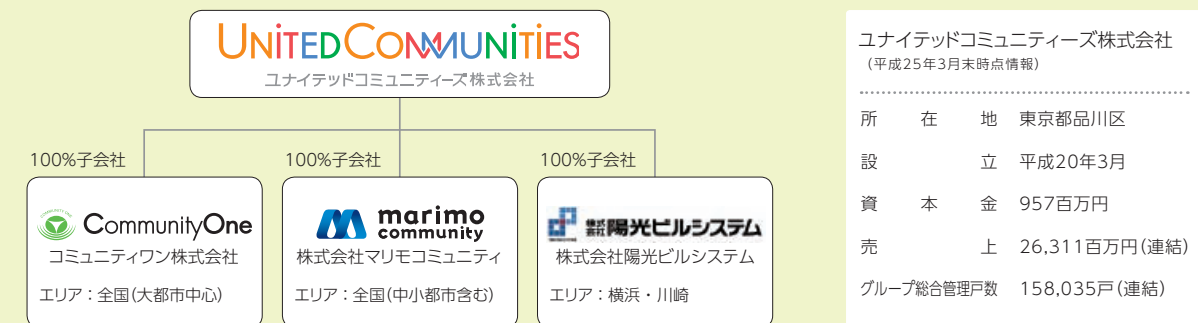 UNiTEDCOMMUNiTiES
ユナイテッドコミュニティーズ株式会社
100%子会社
100%子会社
100%子会社
COMMUNITY ONE
CommunityOne
コミュニティワン株式会社
エリア：全国(大都市中心)
marimo
community
株式会社マリモコミュニティ
エリア：全国(中小都市含む)
株式会社陽光ビルシステム
株式会社陽光ビルシステム
エリア：横浜・川崎
ユナイテッドコミュニティーズ株式会社
(平成25年3月末時点情報)
所在地 東京都品川区
設立 平成20年3月
資本金 957百万円
売上 26,311百万円(連結)
グループ総合管理戸数 158,035戸(連結)